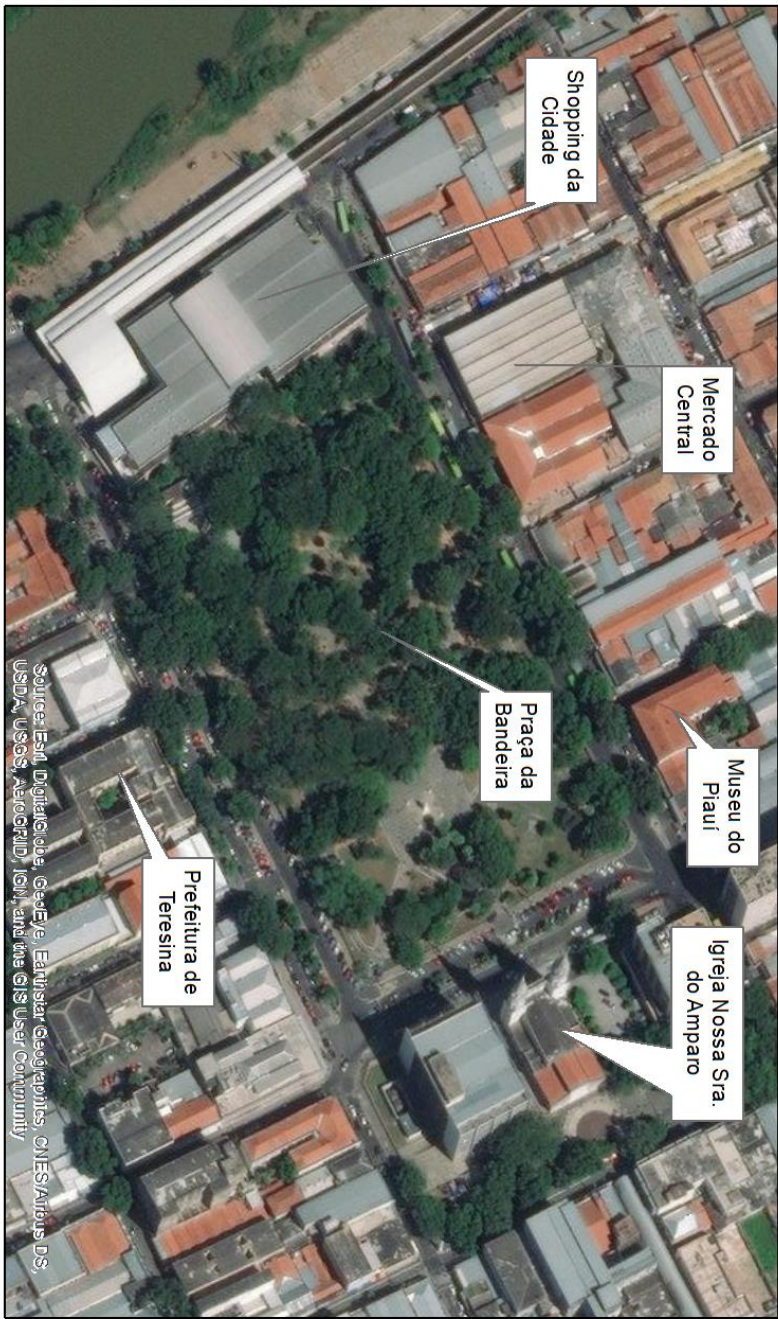 Shopping da
Cidade
Mercado
Central
Museu do
Piauí
Igreja Nossa Sra.
do Amparo
Praça da
Bandeira
Prefeitura de
Teresina
Source: Esri, DigitalGlobe, GeoEye, Earthstar Geographics, CNES/Airbus DS,
USDA, USGS, AeroGRID, IGN, and the GIS User Community